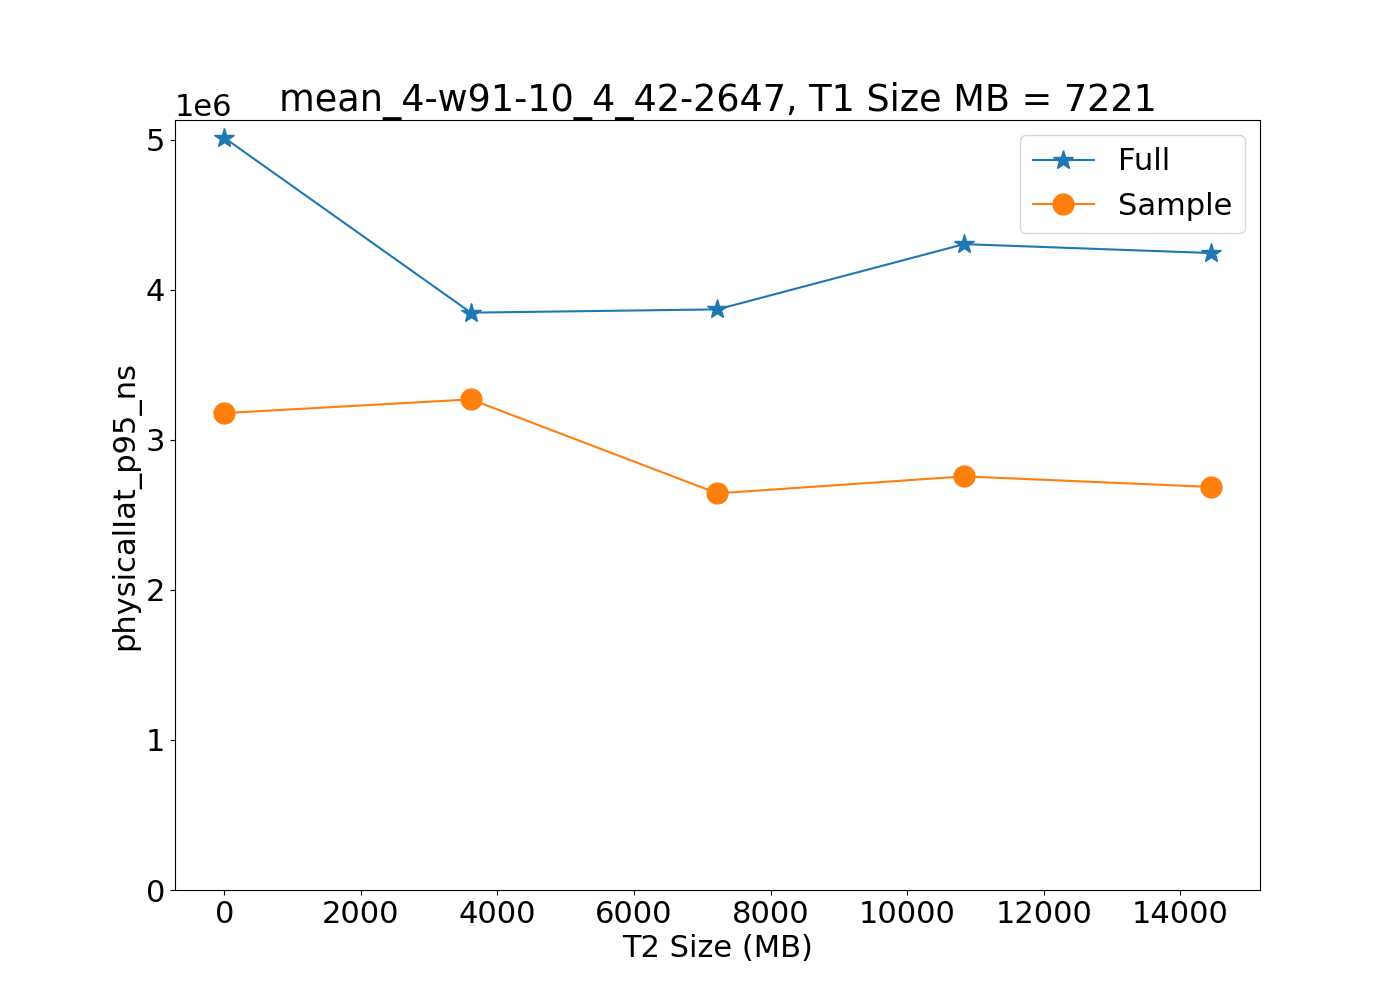 mean_4-w91-10_4_42-2647, T1 Size MB = 7221
1e6
5
4
3
2
1
0
physicallat_p95_ns
Full
Sample
0 2000 4000 6000 8000 10000 12000 14000
T2 Size (MB)